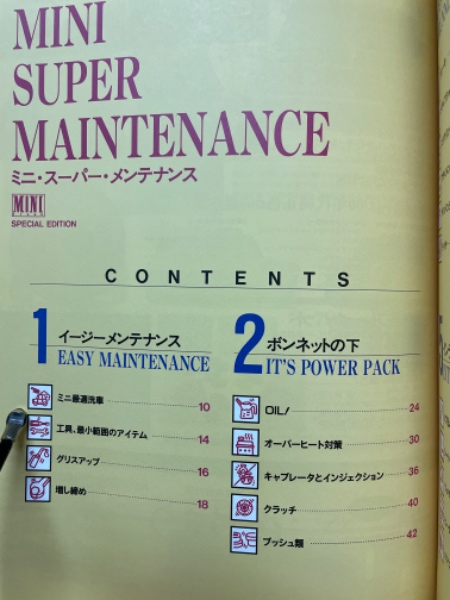 MINI
SUPER
MAINTENANCE
ミニ・スーパー・メンテナンス
MINI
SPECIAL EDITION
CONTENTS
1 イージーメンテナンス
EASY MAINTENANCE
ミニ最適洗車 10
工具、最小範囲のアイテム 14
グリスアップ 16
増し締め 18
2 ボンネットの下
IT'S POWER PACK
OIL! 24
オーバーヒート対策 30
キャブレータとインジェクション 36
クラッチ 40
ブッシュ類 42